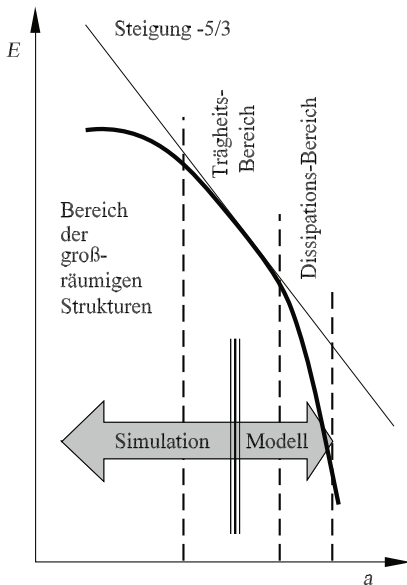 Steigung -5/3
E
Trägheits-
Bereich
Dissipations-Bereich
Bereich
der
groß-
räumigen
Strukturen
Simulation
Modell
a